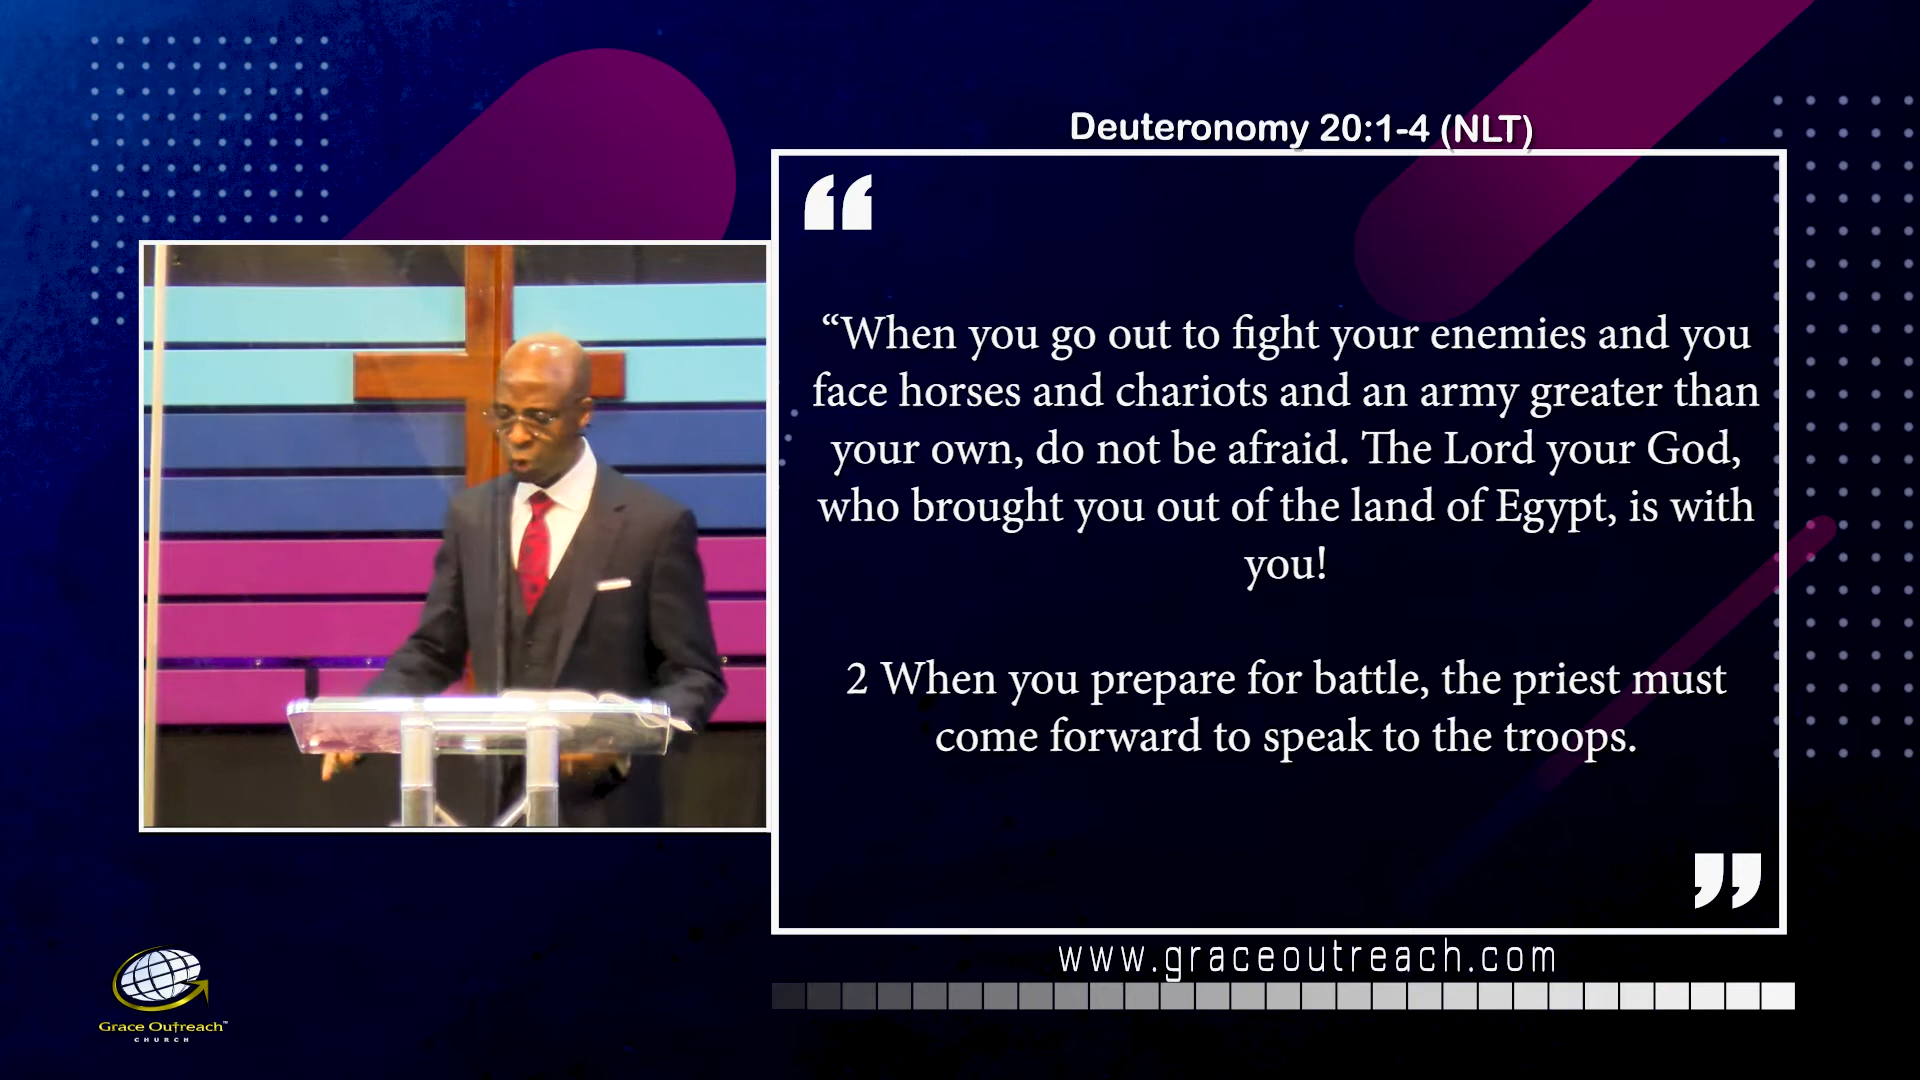 Deuteronomy 20:1-4 (NLT)
“
“When you go out to fight your enemies and you
face horses and chariots and an army greater than
your own, do not be afraid. The Lord your God,
who brought you out of the land of Egypt, is with
you!
2 When you prepare for battle, the priest must
come forward to speak to the troops.
”
www.graceoutreach.com
Grace Outreach™
CHURCH